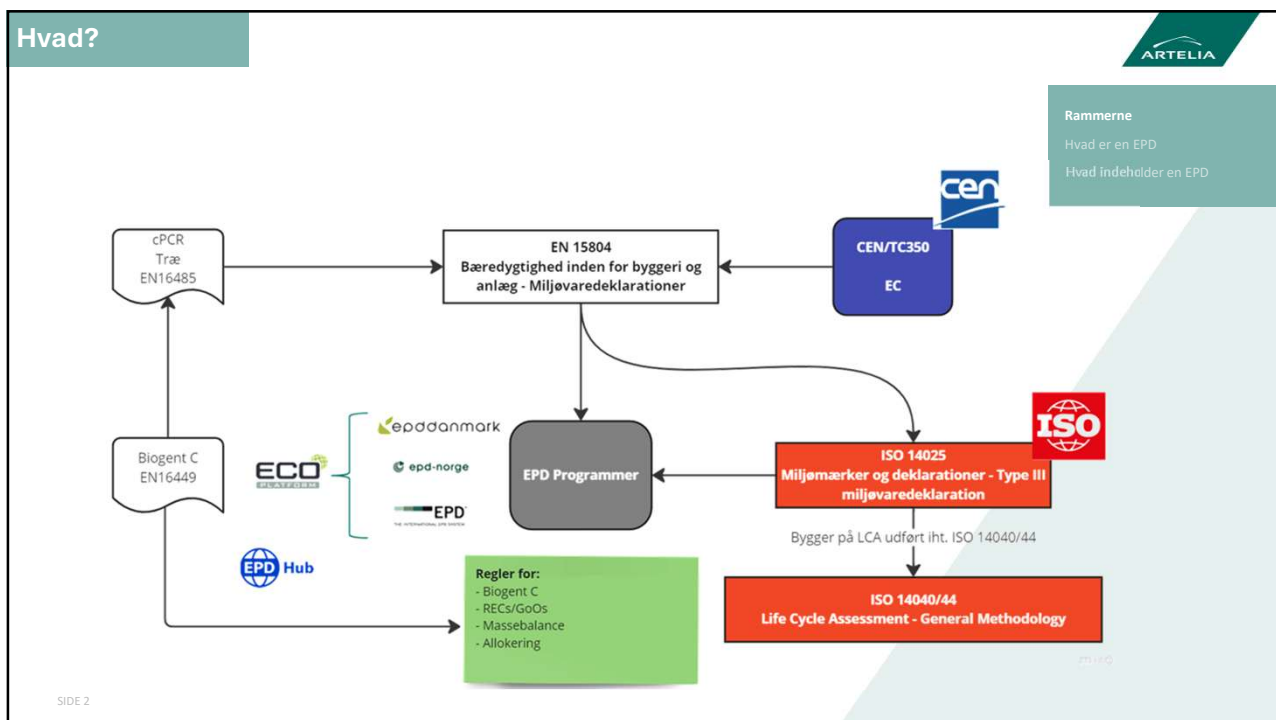 Hvad?
ARTELIA
Rammerne
Hvad er en EPD
Hvad indeholder en EPD
cen
cPCR
Træ
EN16485
EN 15804
Bæredygtighed inden for byggeri og
anlæg - Miljøvaredeklarationer
CEN/TC350
EC
ISO
Biogent C
EN16449
ECO
PLATFORM
epddanmark
epd-norge
EPD
THE INTERNATIONAL EPD SYSTEM
EPD Programmer
ISO 14025
Miljømærker og deklarationer - Type III
miljøvaredeklaration
Bygger på LCA udført iht. ISO 14040/44
EPD Hub
Regler for:
- Biogent C
- RECs/GoOs
- Massebalance
- Allokering
ISO 14040/44
Life Cycle Assessment - General Methodology
SIDE 2